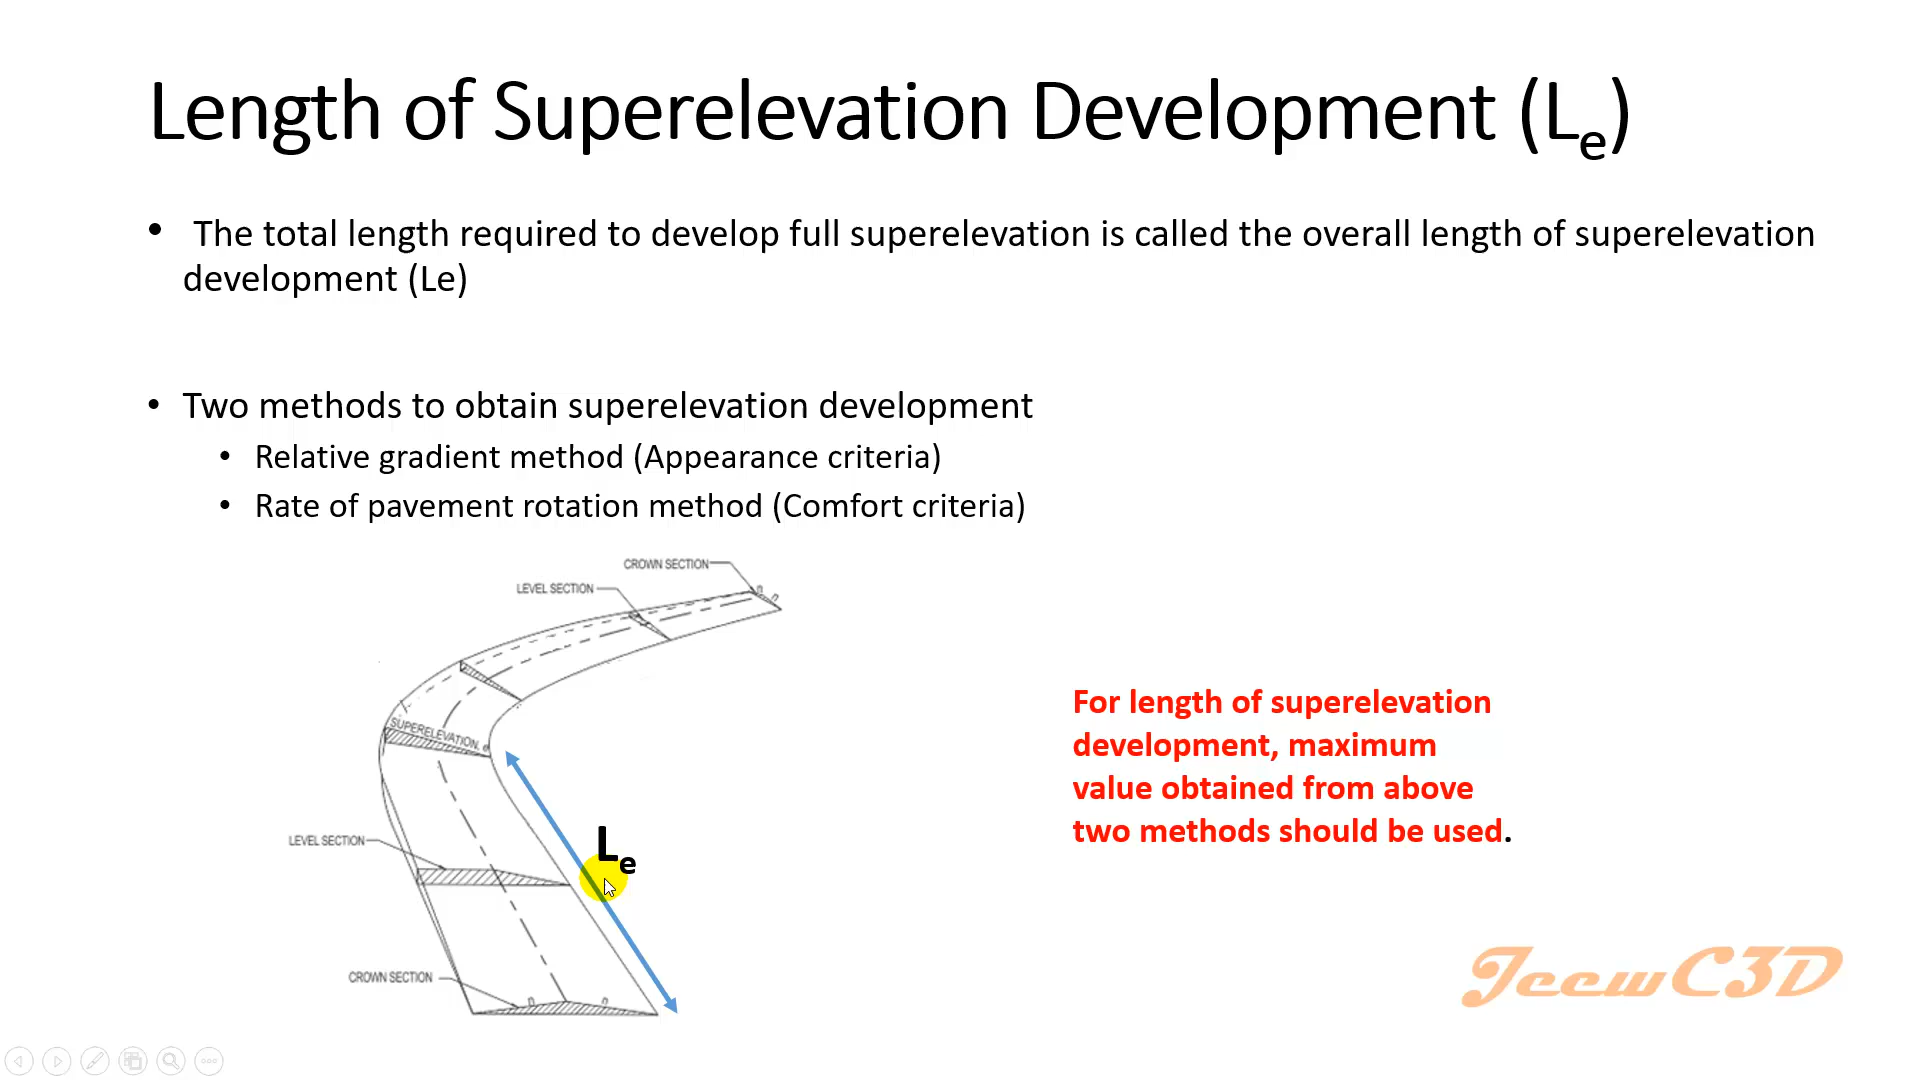 Length of Superelevation Development (Le)
• The total length required to develop full superelevation is called the overall length of superelevation
development (Le)
• Two methods to obtain superelevation development
• Relative gradient method (Appearance criteria)
• Rate of pavement rotation method (Comfort criteria)
CROWN SECTION
LEVEL SECTION
SUPERELEVATION, e
For length of superelevation
development, maximum
value obtained from above
two methods should be used.
Le
LEVEL SECTION
CROWN SECTION
JeewC3D